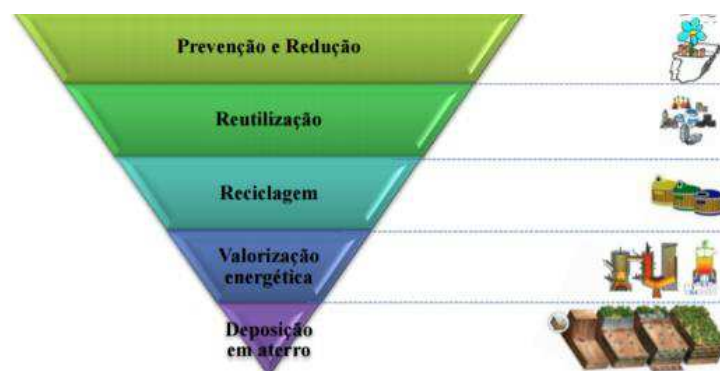 Prevenção e Redução
Reutilização
Reciclagem
Valorização
energética
Deposição
em aterro